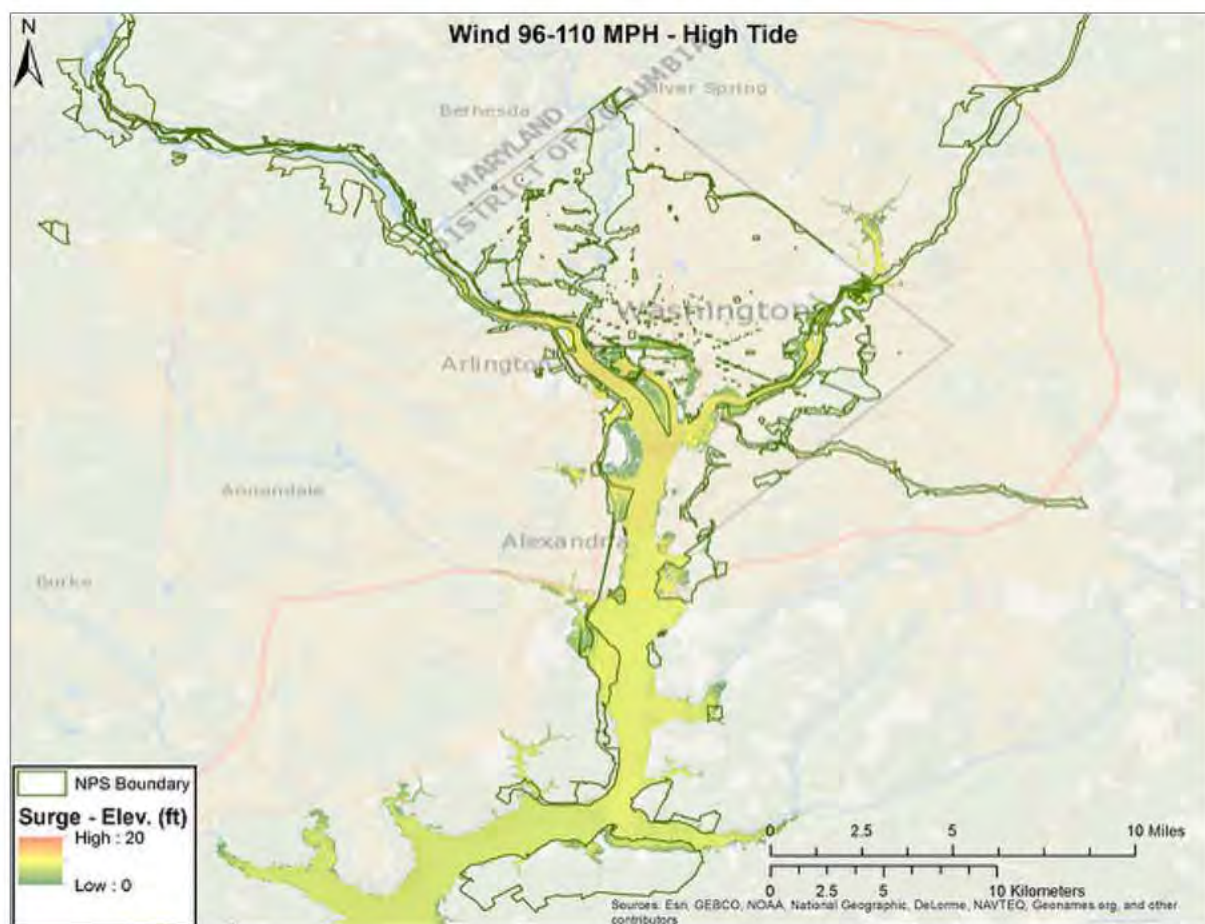 N
Wind 96-110 MPH - High Tide
Silver Spring
Bethesda
MARYLAND
DISTRICT OF COLUMBIA
Washington
Arlington
Annandale
Alexandria
Burke
NPS Boundary
Surge - Elev. (ft)
High : 20
Low : 0
0 2.5 5 10 Miles
0 2.5 5 10 Kilometers
Sources: Esri, GEBCO, NOAA, National Geographic, DeLorme, NAVTEQ, Geonames.org, and other
contributors